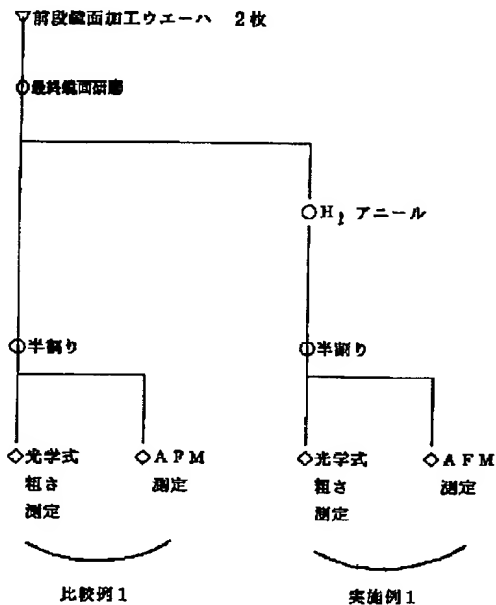 前段鏡面加工ウエーハ 2枚
最終鏡面研磨
H₂ アニール
半割り
半割り
光学式
粗さ
測定
AFM
測定
光学式
粗さ
測定
AFM
測定
比較例1
実施例1